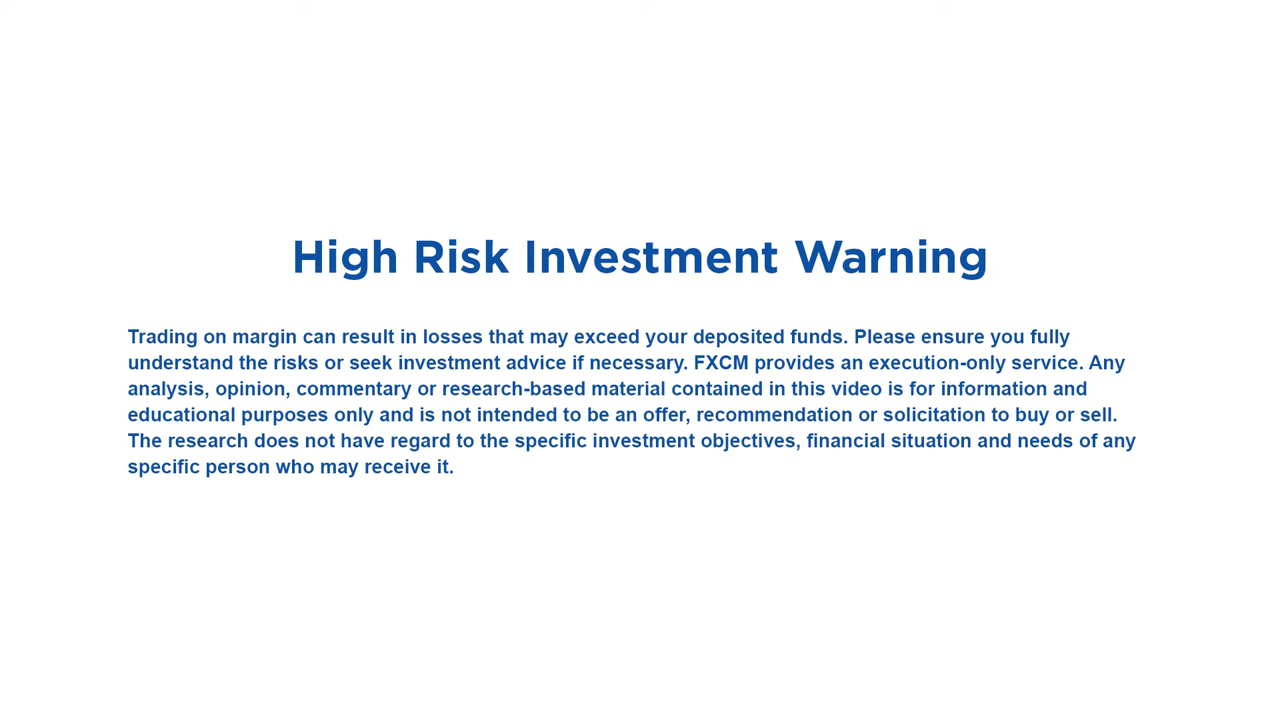 High Risk Investment Warning
Trading on margin can result in losses that may exceed your deposited funds. Please ensure you fully
understand the risks or seek investment advice if necessary. FXCM provides an execution-only service. Any
analysis, opinion, commentary or research-based material contained in this video is for information and
educational purposes only and is not intended to be an offer, recommendation or solicitation to buy or sell.
The research does not have regard to the specific investment objectives, financial situation and needs of any
specific person who may receive it.